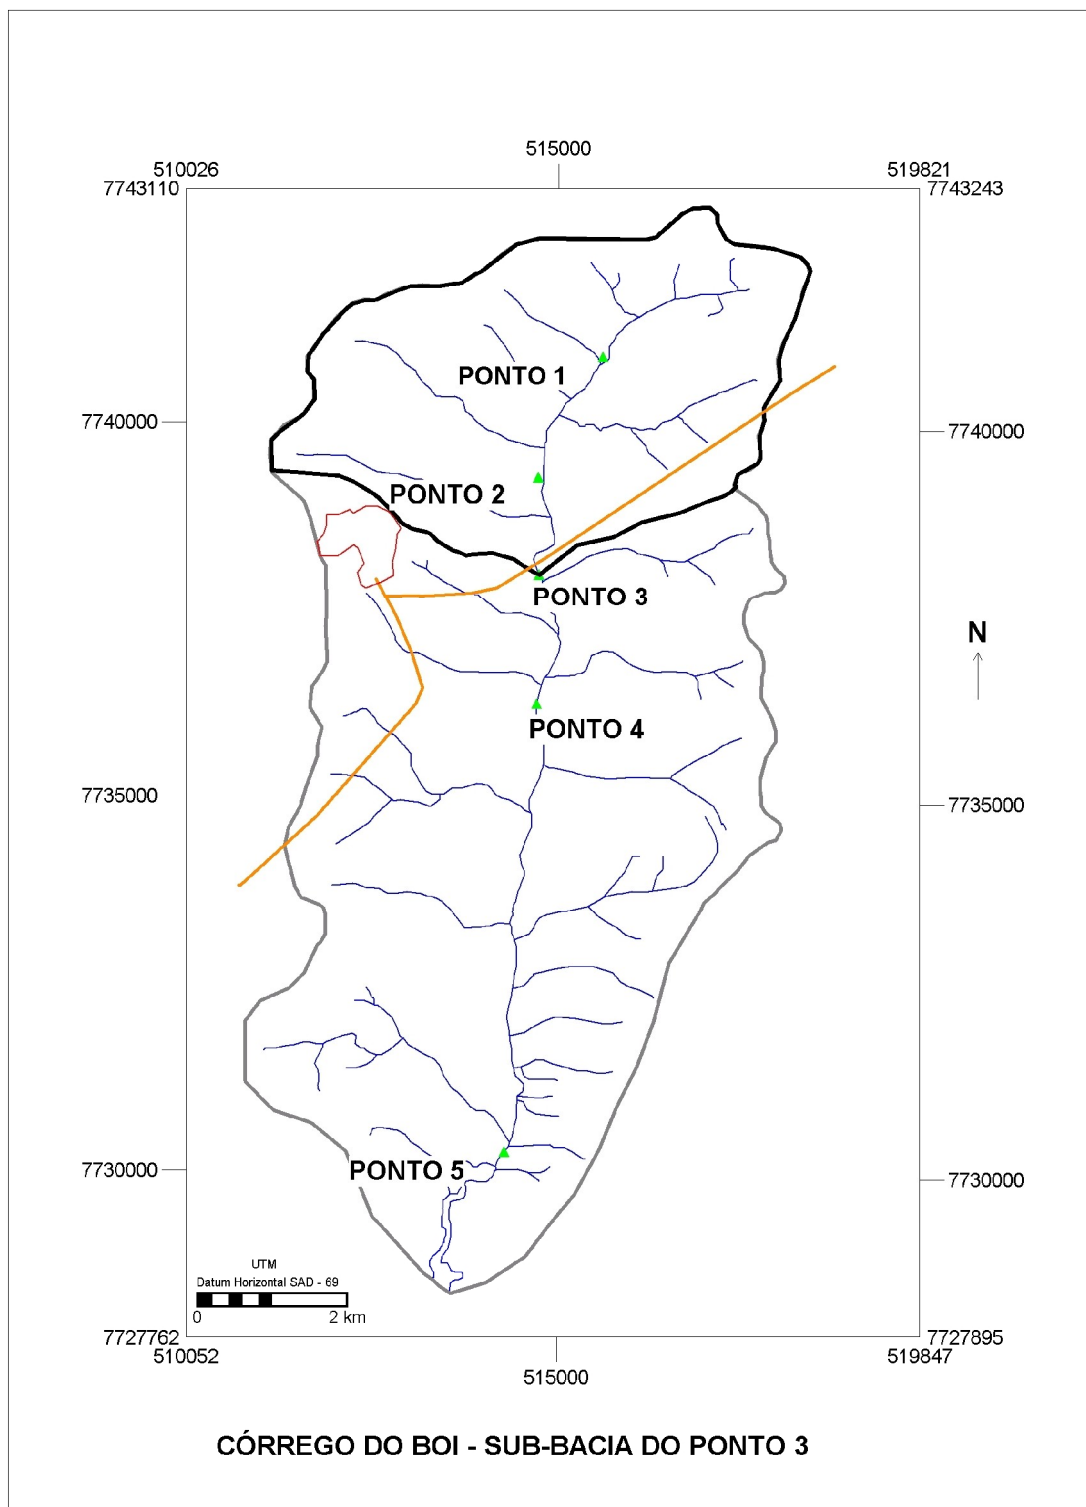 515000
510026
519821
7743110
7743243
PONTO 1
7740000
7740000
PONTO 2
PONTO 3
N
PONTO 4
7735000
7735000
PONTO 5
7730000
7730000
UTM
Datum Horizontal SAD - 69
0
2 km
7727762
7727895
510052
519847
515000
CÓRREGO DO BOI - SUB-BACIA DO PONTO 3